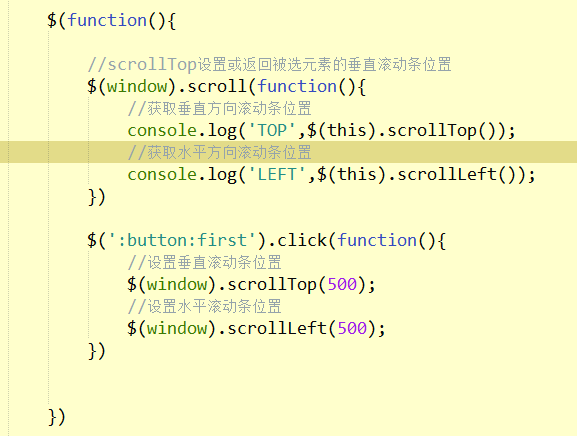 $(function(){
//scrollTop设置或返回被选元素的垂直滚动条位置
$(window).scroll(function(){
//获取垂直方向滚动条位置
console.log('TOP',$(this).scrollTop());
//获取水平方向滚动条位置
console.log('LEFT',$(this).scrollLeft());
})
$(':button:first').click(function(){
//设置垂直滚动条位置
$(window).scrollTop(500);
//设置水平滚动条位置
$(window).scrollLeft(500);
})
})